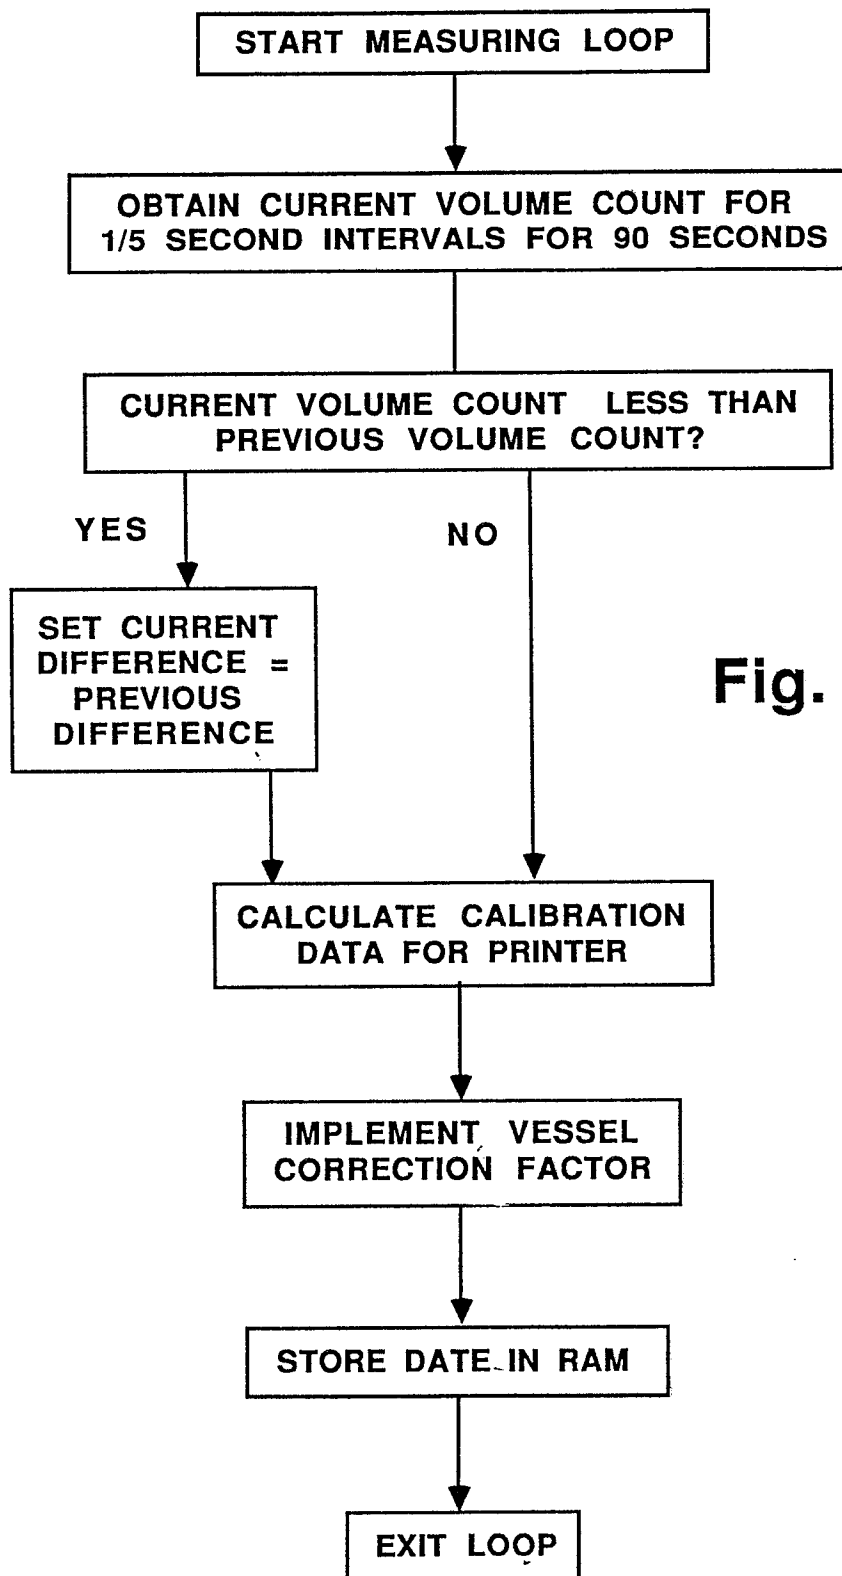 START MEASURING LOOP
OBTAIN CURRENT VOLUME COUNT FOR
1/5 SECOND INTERVALS FOR 90 SECONDS
CURRENT VOLUME COUNT LESS THAN
PREVIOUS VOLUME COUNT?
YES
NO
SET CURRENT
DIFFERENCE =
PREVIOUS
DIFFERENCE
Fig.
CALCULATE CALIBRATION
DATA FOR PRINTER
IMPLEMENT VESSEL
CORRECTION FACTOR
STORE DATE IN RAM
EXIT LOOP